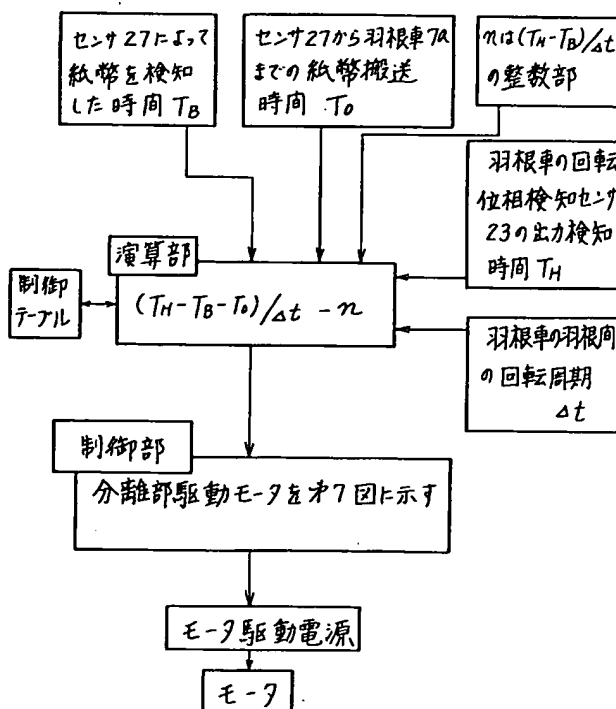 センサ27によって
紙幣を検知
した時間 TB
センサ27から羽根車7a
までの紙幣搬送
時間 T0
nは(TH-TB)/Δt
の整数部
羽根車の回転
位相検知センサ
23の出力検知
時間 TH
演算部
制御
テーブル
(TH-TB-T0)/Δt -n
羽根車の羽根間
の回転周期
Δt
制御部
分離部駆動モータを才7図に示す
モータ駆動電源
モータ